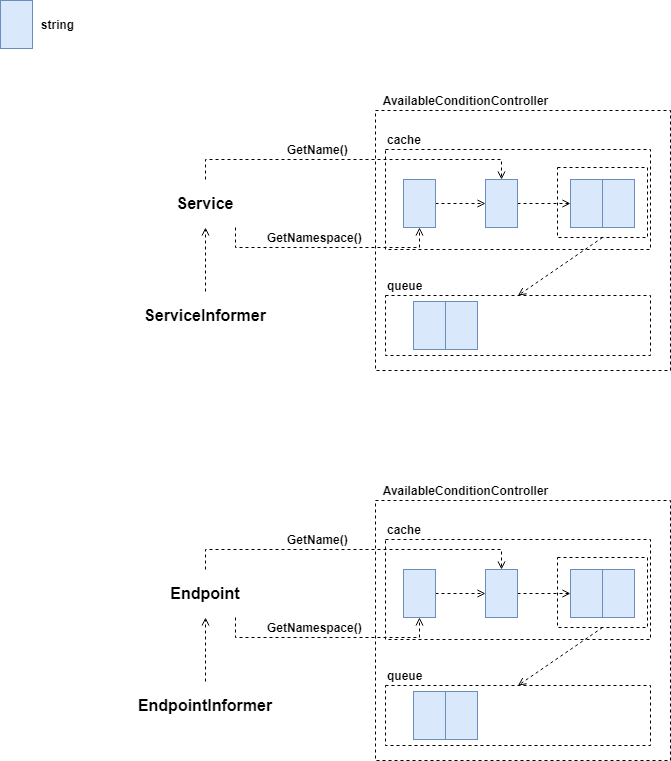 string
AvailableConditionController
GetName()
cache
Service
GetNamespace()
queue
ServiceInformer
AvailableConditionController
GetName()
cache
Endpoint
GetNamespace()
queue
EndpointInformer